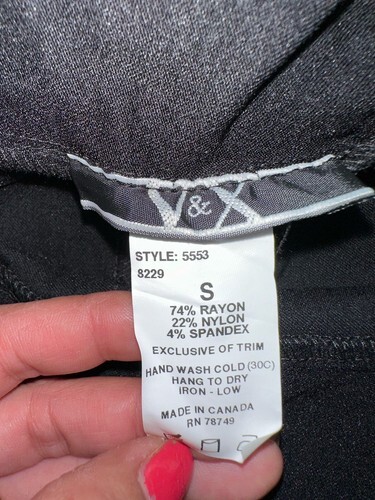 V&X
STYLE: 5553
8229
S
74% RAYON
22% NYLON
4% SPANDEX
EXCLUSIVE OF TRIM
HAND WASH COLD (30C)
HANG TO DRY
IRON - LOW
MADE IN CANADA
RN 78749